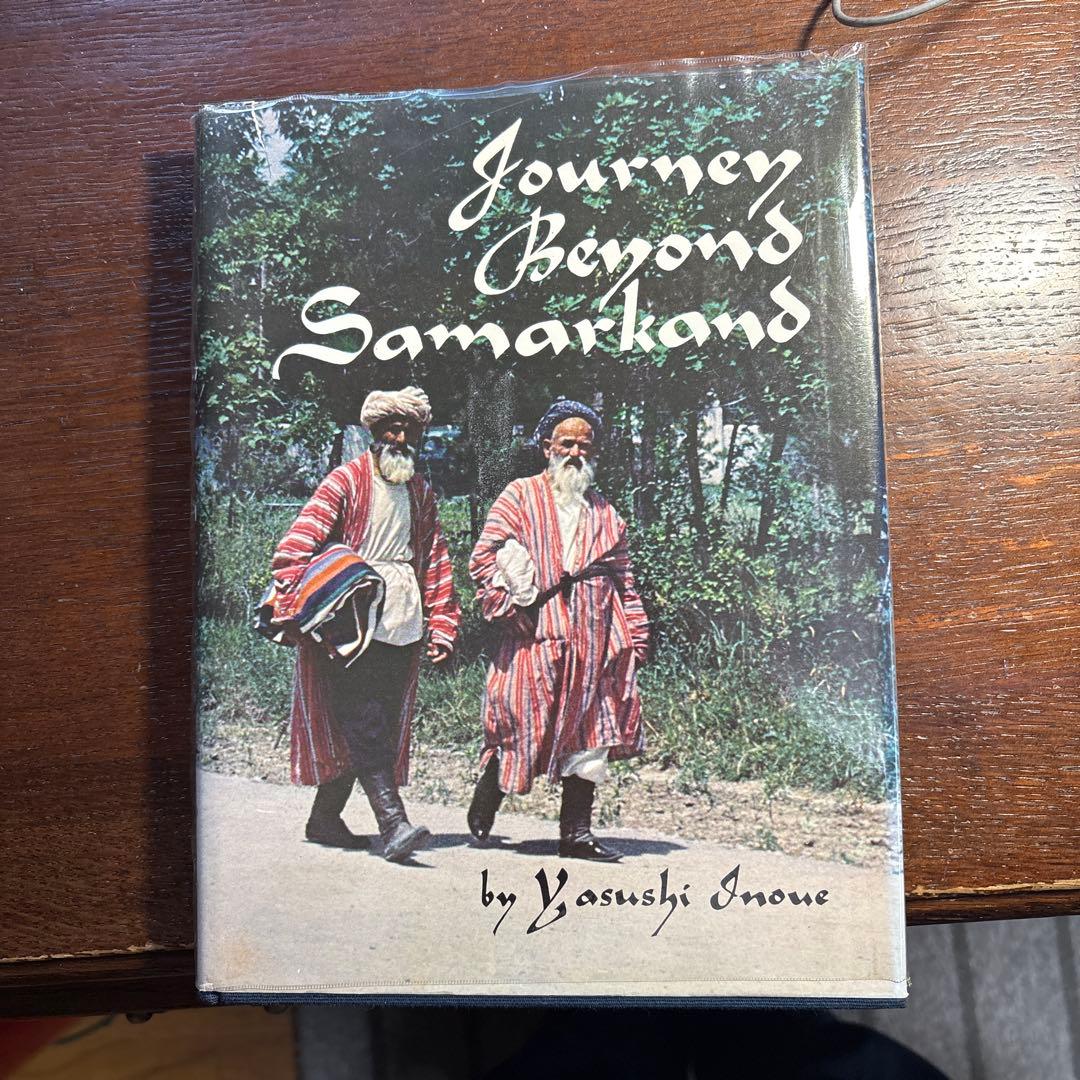 Journey
Beyond
Samarkand
by Yasushi Inoue